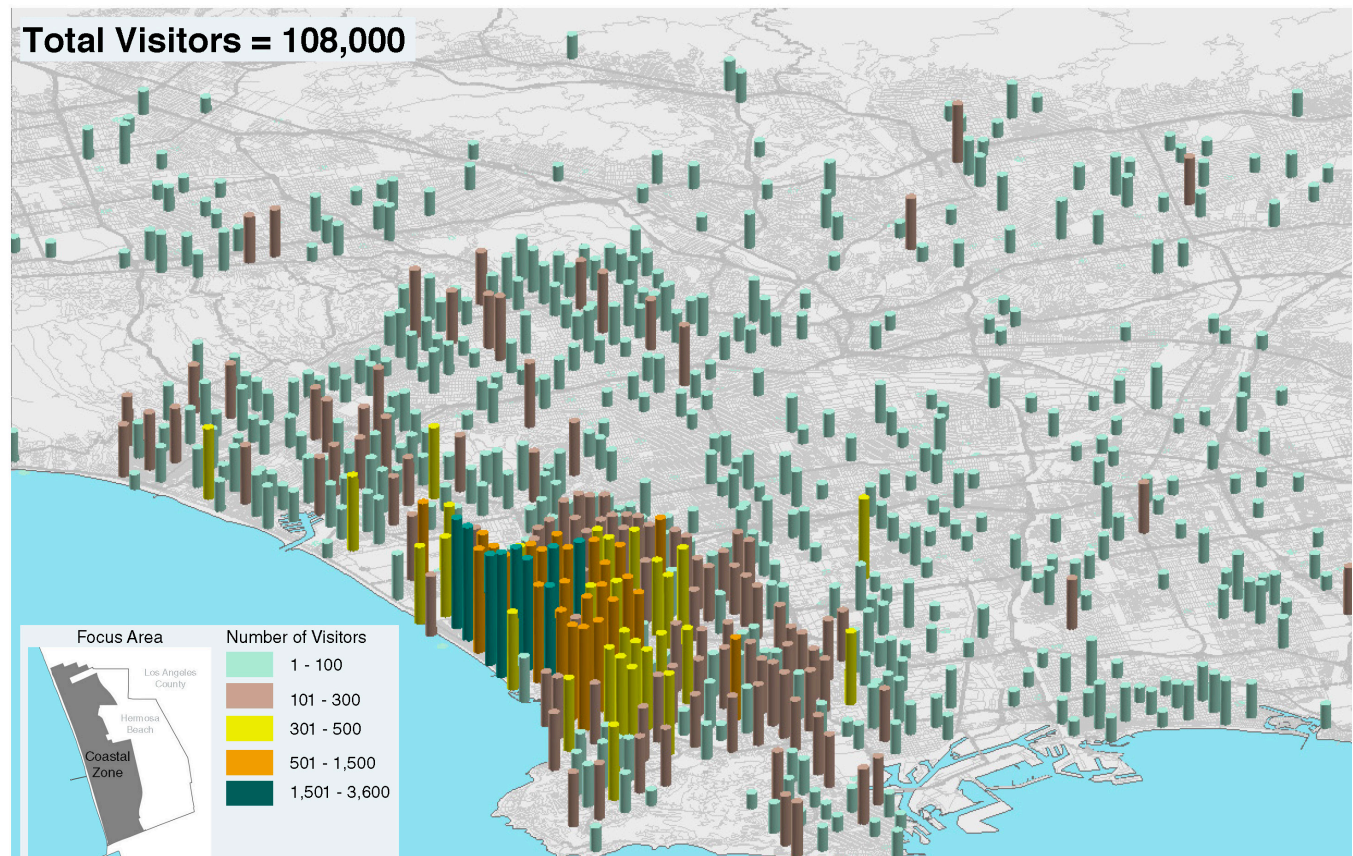 Total Visitors = 108,000
Focus Area
Los Angeles
County
Hermosa
Beach
Coastal
Zone
Number of Visitors
1 - 100
101 - 300
301 - 500
501 - 1,500
1,501 - 3,600